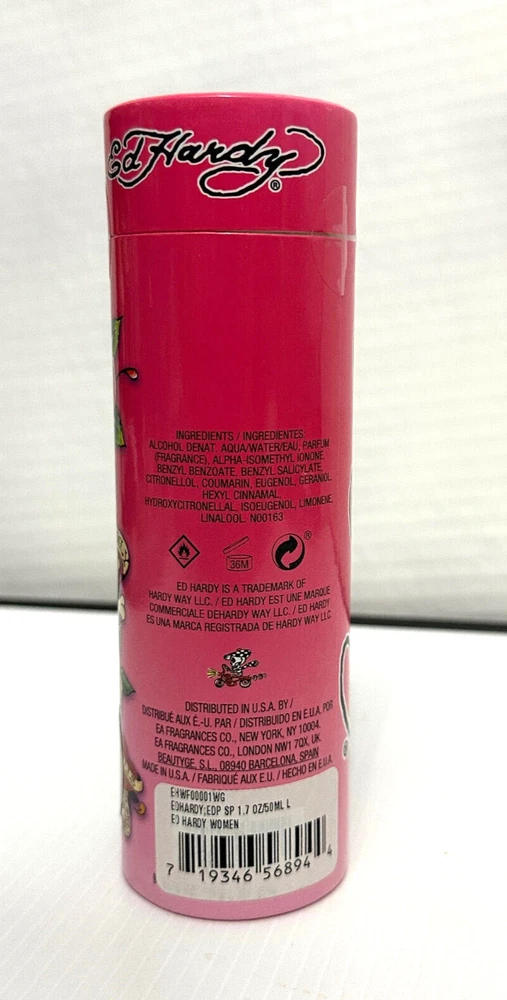 Ed Hardy®
INGREDIENTS / INGREDIENTES:
ALCOHOL DENAT. AQUA/WATER/EAU, PARFUM
(FRAGRANCE), ALPHA-ISOMETHYL IONONE,
BENZYL BENZOATE, BENZYL SALICYLATE,
CITRONELLOL, COUMARIN, EUGENOL, GERANIOL,
HEXYL CINNAMAL,
HYDROXYCITRONELLAL, ISOEUGENOL, LIMONENE,
LINALOOL. N00163
36M ®
ED HARDY IS A TRADEMARK OF
HARDY WAY LLC. / ED HARDY EST UNE MARQUE
COMMERCIALE DEHARDY WAY LLC. / ED HARDY
ES UNA MARCA REGISTRADA DE HARDY WAY LLC.
DISTRIBUTED IN U.S.A. BY /
DISTRIBUÉ AUX É.-U. PAR / DISTRIBUIDO EN E.U.A. POR
EA FRAGRANCES CO., NEW YORK, NY 10004.
EA FRAGRANCES CO., LONDON NW1 7QX, UK.
BEAUTYGE, S.L., 08940 BARCELONA, SPAIN
MADE IN U.S.A. / FABRIQUÉ AUX E.U. / HECHO EN E.U.A.
EHWF00001WG
EDHARDY;EDP SP 1.7 OZ/50ML L
ED HARDY WOMEN
7 19346 56894 4
®